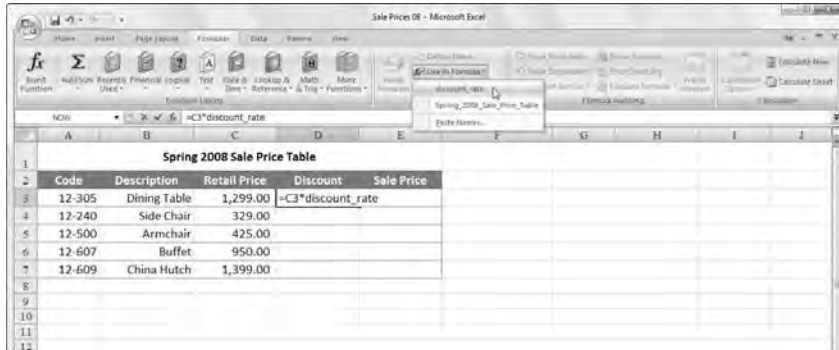 Sale Prices 08 - Microsoft Excel
Home Insert Page Layout Formulas Data Review View
fx Σ A θ
Insert Function AutoSum Recently Used Financial Logical Text Date & Time Lookup & Reference Math & Trig More Functions
Function Library
Define Name
Use in Formula
discount_rate
Spring_2008_Sale_Price_Table
Paste Names...
Formula Auditing
Watch Window
Calculate Now
Calculate Sheet
Calculation
NOW fx =C3*discount_rate
A B C D E F G H I J
1 Spring 2008 Sale Price Table
2 Code Description Retail Price Discount Sale Price
3 12-305 Dining Table 1,299.00 =C3*discount_rate
4 12-240 Side Chair 329.00
5 12-500 Armchair 425.00
6 12-607 Buffet 950.00
7 12-609 China Hutch 1,399.00
8
9
10
11
12